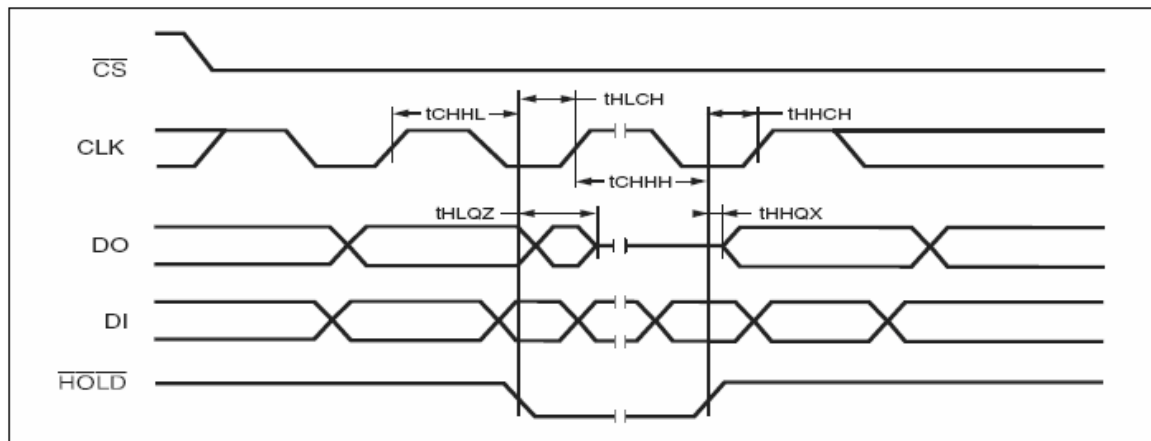 CS
tHLCH
tCHHL
tHHCH
CLK
tCHHH
tHLQZ
tHHQX
DO
DI
HOLD